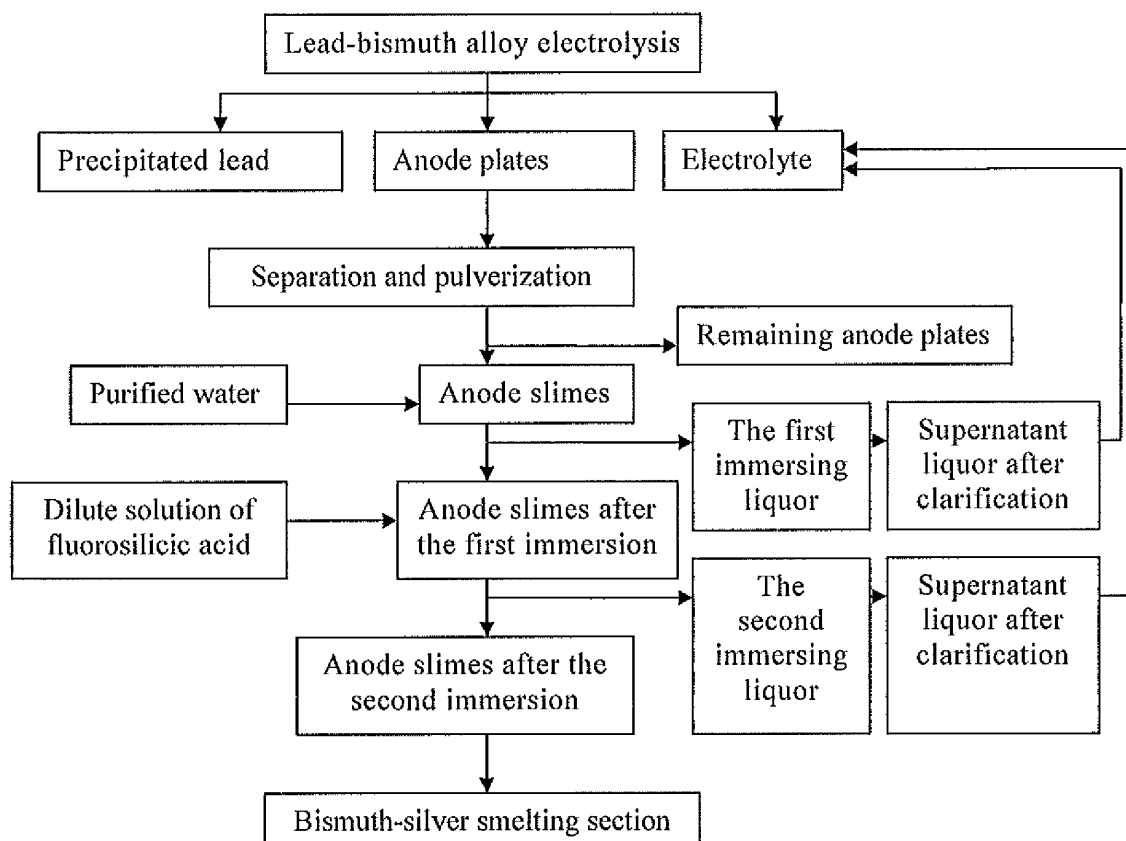 Lead-bismuth alloy electrolysis
Precipitated lead
Anode plates
Electrolyte
Separation and pulverization
Remaining anode plates
Purified water
Anode slimes
The first
immersing
liquor
Supernatant
liquor after
clarification
Dilute solution of
fluorosilicic acid
Anode slimes after
the first immersion
The
second
immersing
liquor
Supernatant
liquor after
clarification
Anode slimes after the
second immersion
Bismuth-silver smelting section